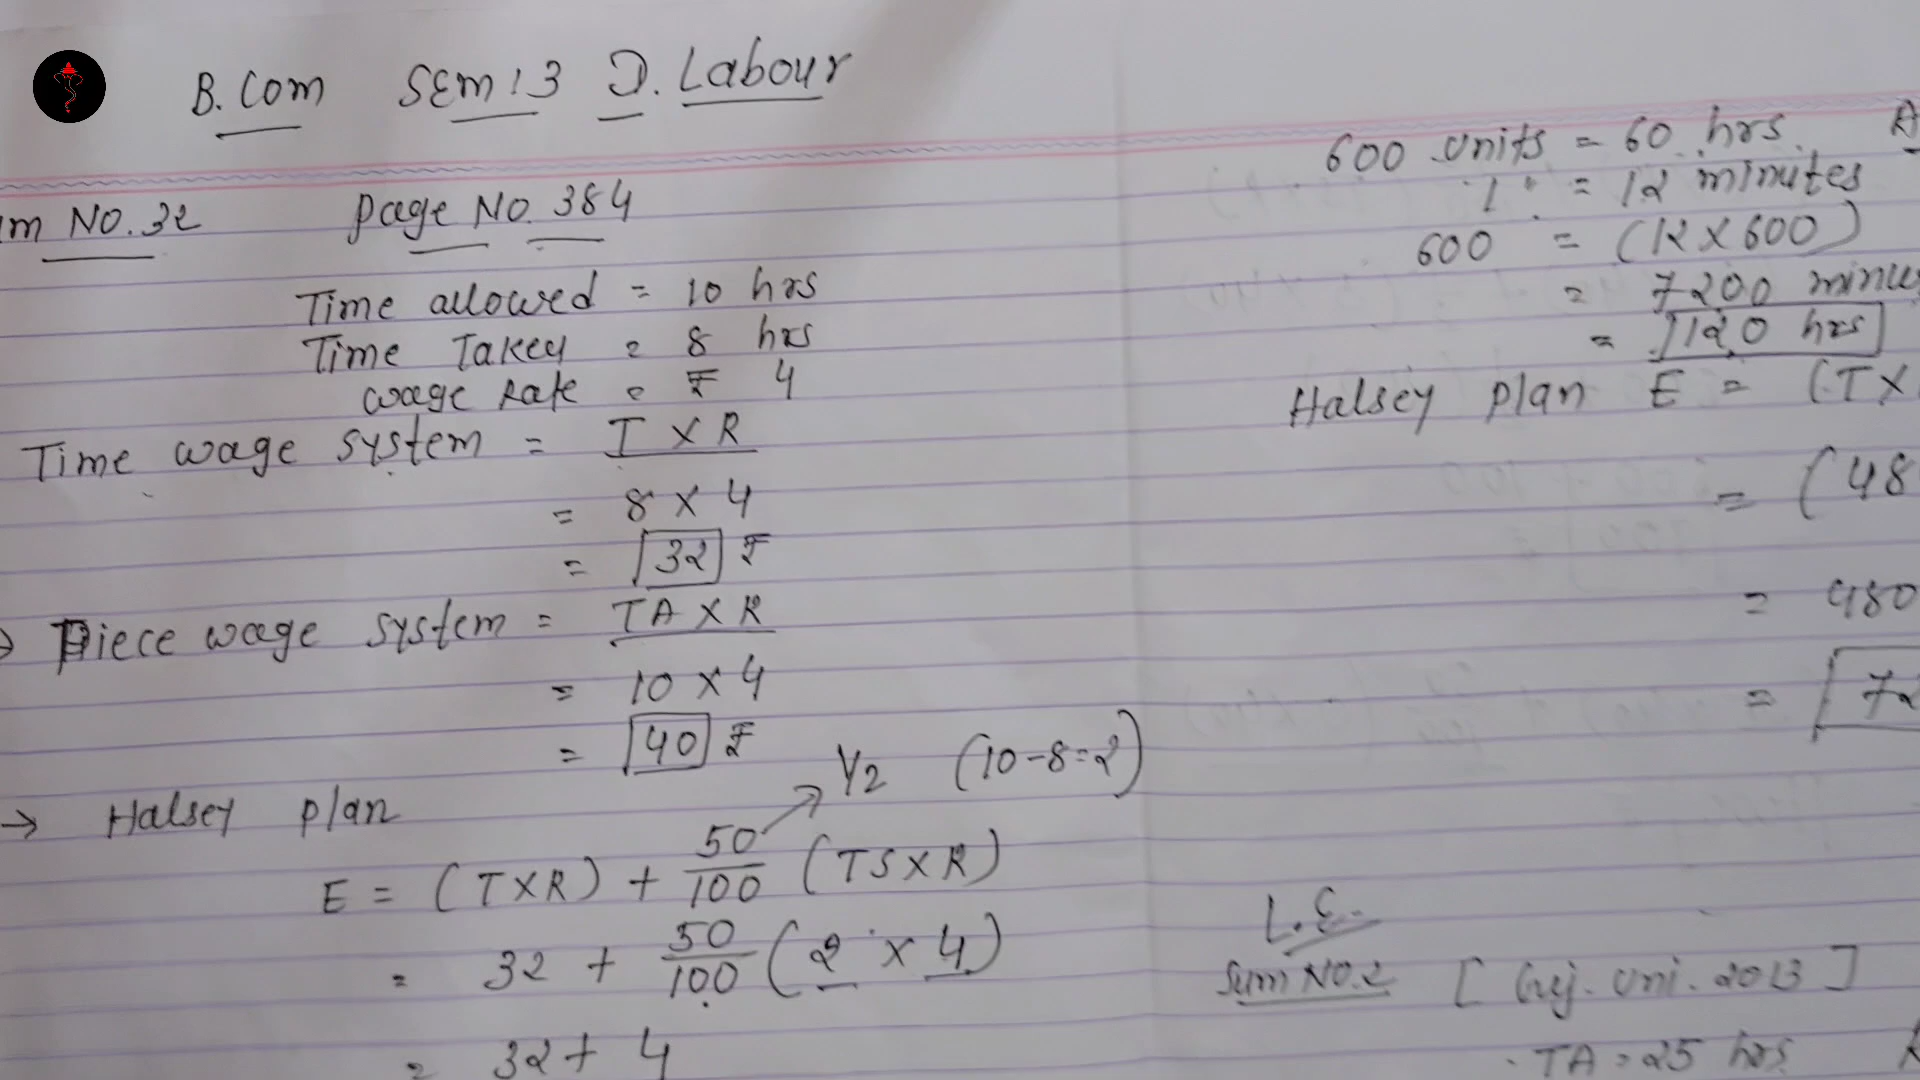 B.Com SEM:3 D. Labour
m NO.32 page No. 384
Time allowed = 10 hrs
Time Taken = 8 hrs
wage Rate = ₹ 4
Time wage system = T X R
= 8 X 4
= 32 ₹
Piece wage system = TA X R
= 10 x 4
= 40 ₹
1/2 (10-8=2)
→ Halsey plan
E = (TXR) + 50/100 (TSXR)
= 32 + 50/100 (2 x 4)
= 32 + 4
600 units = 60 hrs. A
1 " = 12 minutes
600 = (12 X 600)
= 7200 minu
= 120 hrs
Halsey plan E = (TX
= (48
= 480
= 72
L.E.
Sum NO.2 [Guj. Uni. 2013]
TA = 25 hrs